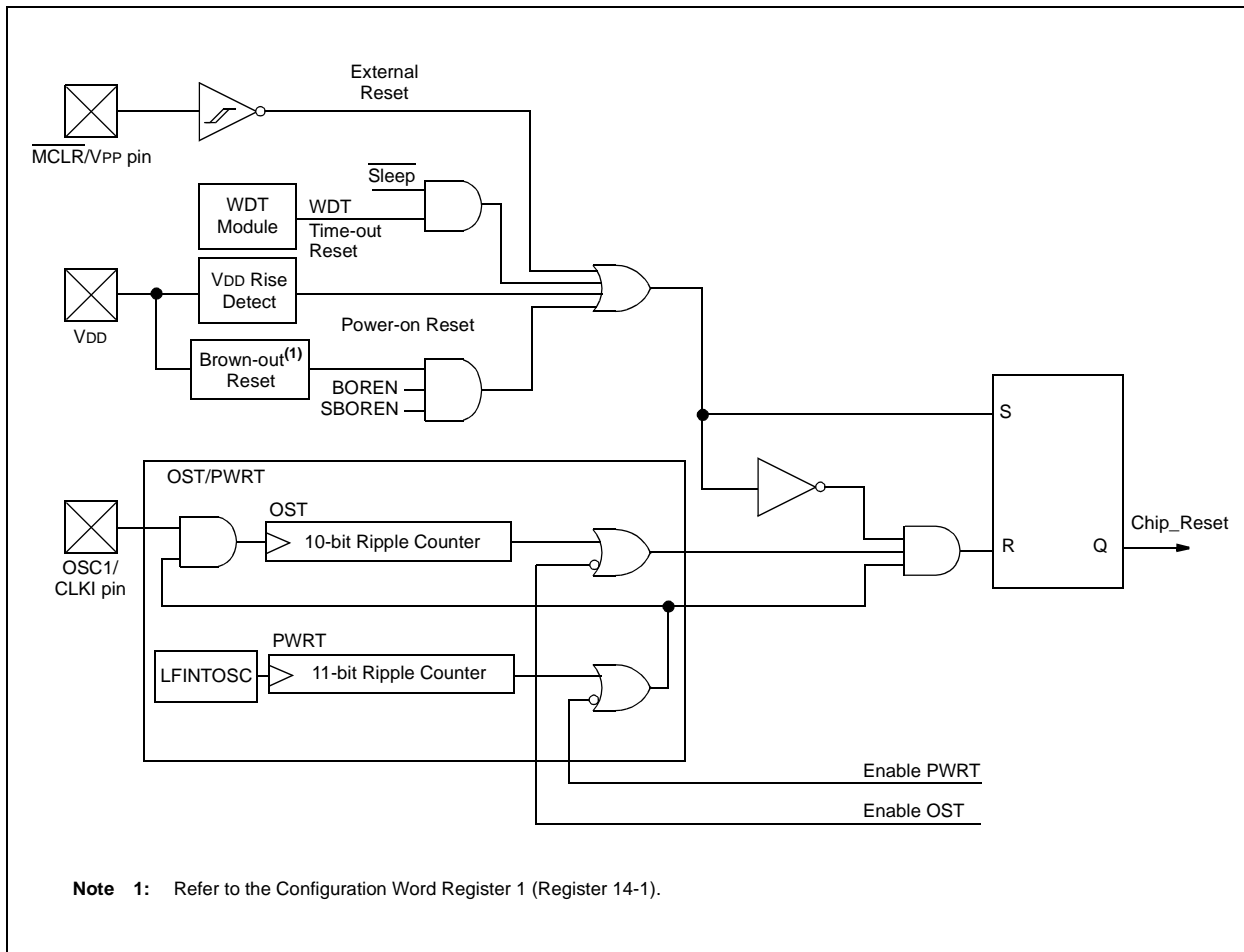 External
Reset
MCLR/VPP pin
Sleep
WDT
Module
WDT
Time-out
Reset
VDD Rise
Detect
VDD
Power-on Reset
Brown-out(1)
Reset
BOREN
SBOREN
S
OST/PWRT
OST
10-bit Ripple Counter
OSC1/
CLKI pin
R
Q
Chip_Reset
PWRT
LFINTOSC
11-bit Ripple Counter
Enable PWRT
Enable OST
Note 1: Refer to the Configuration Word Register 1 (Register 14-1).